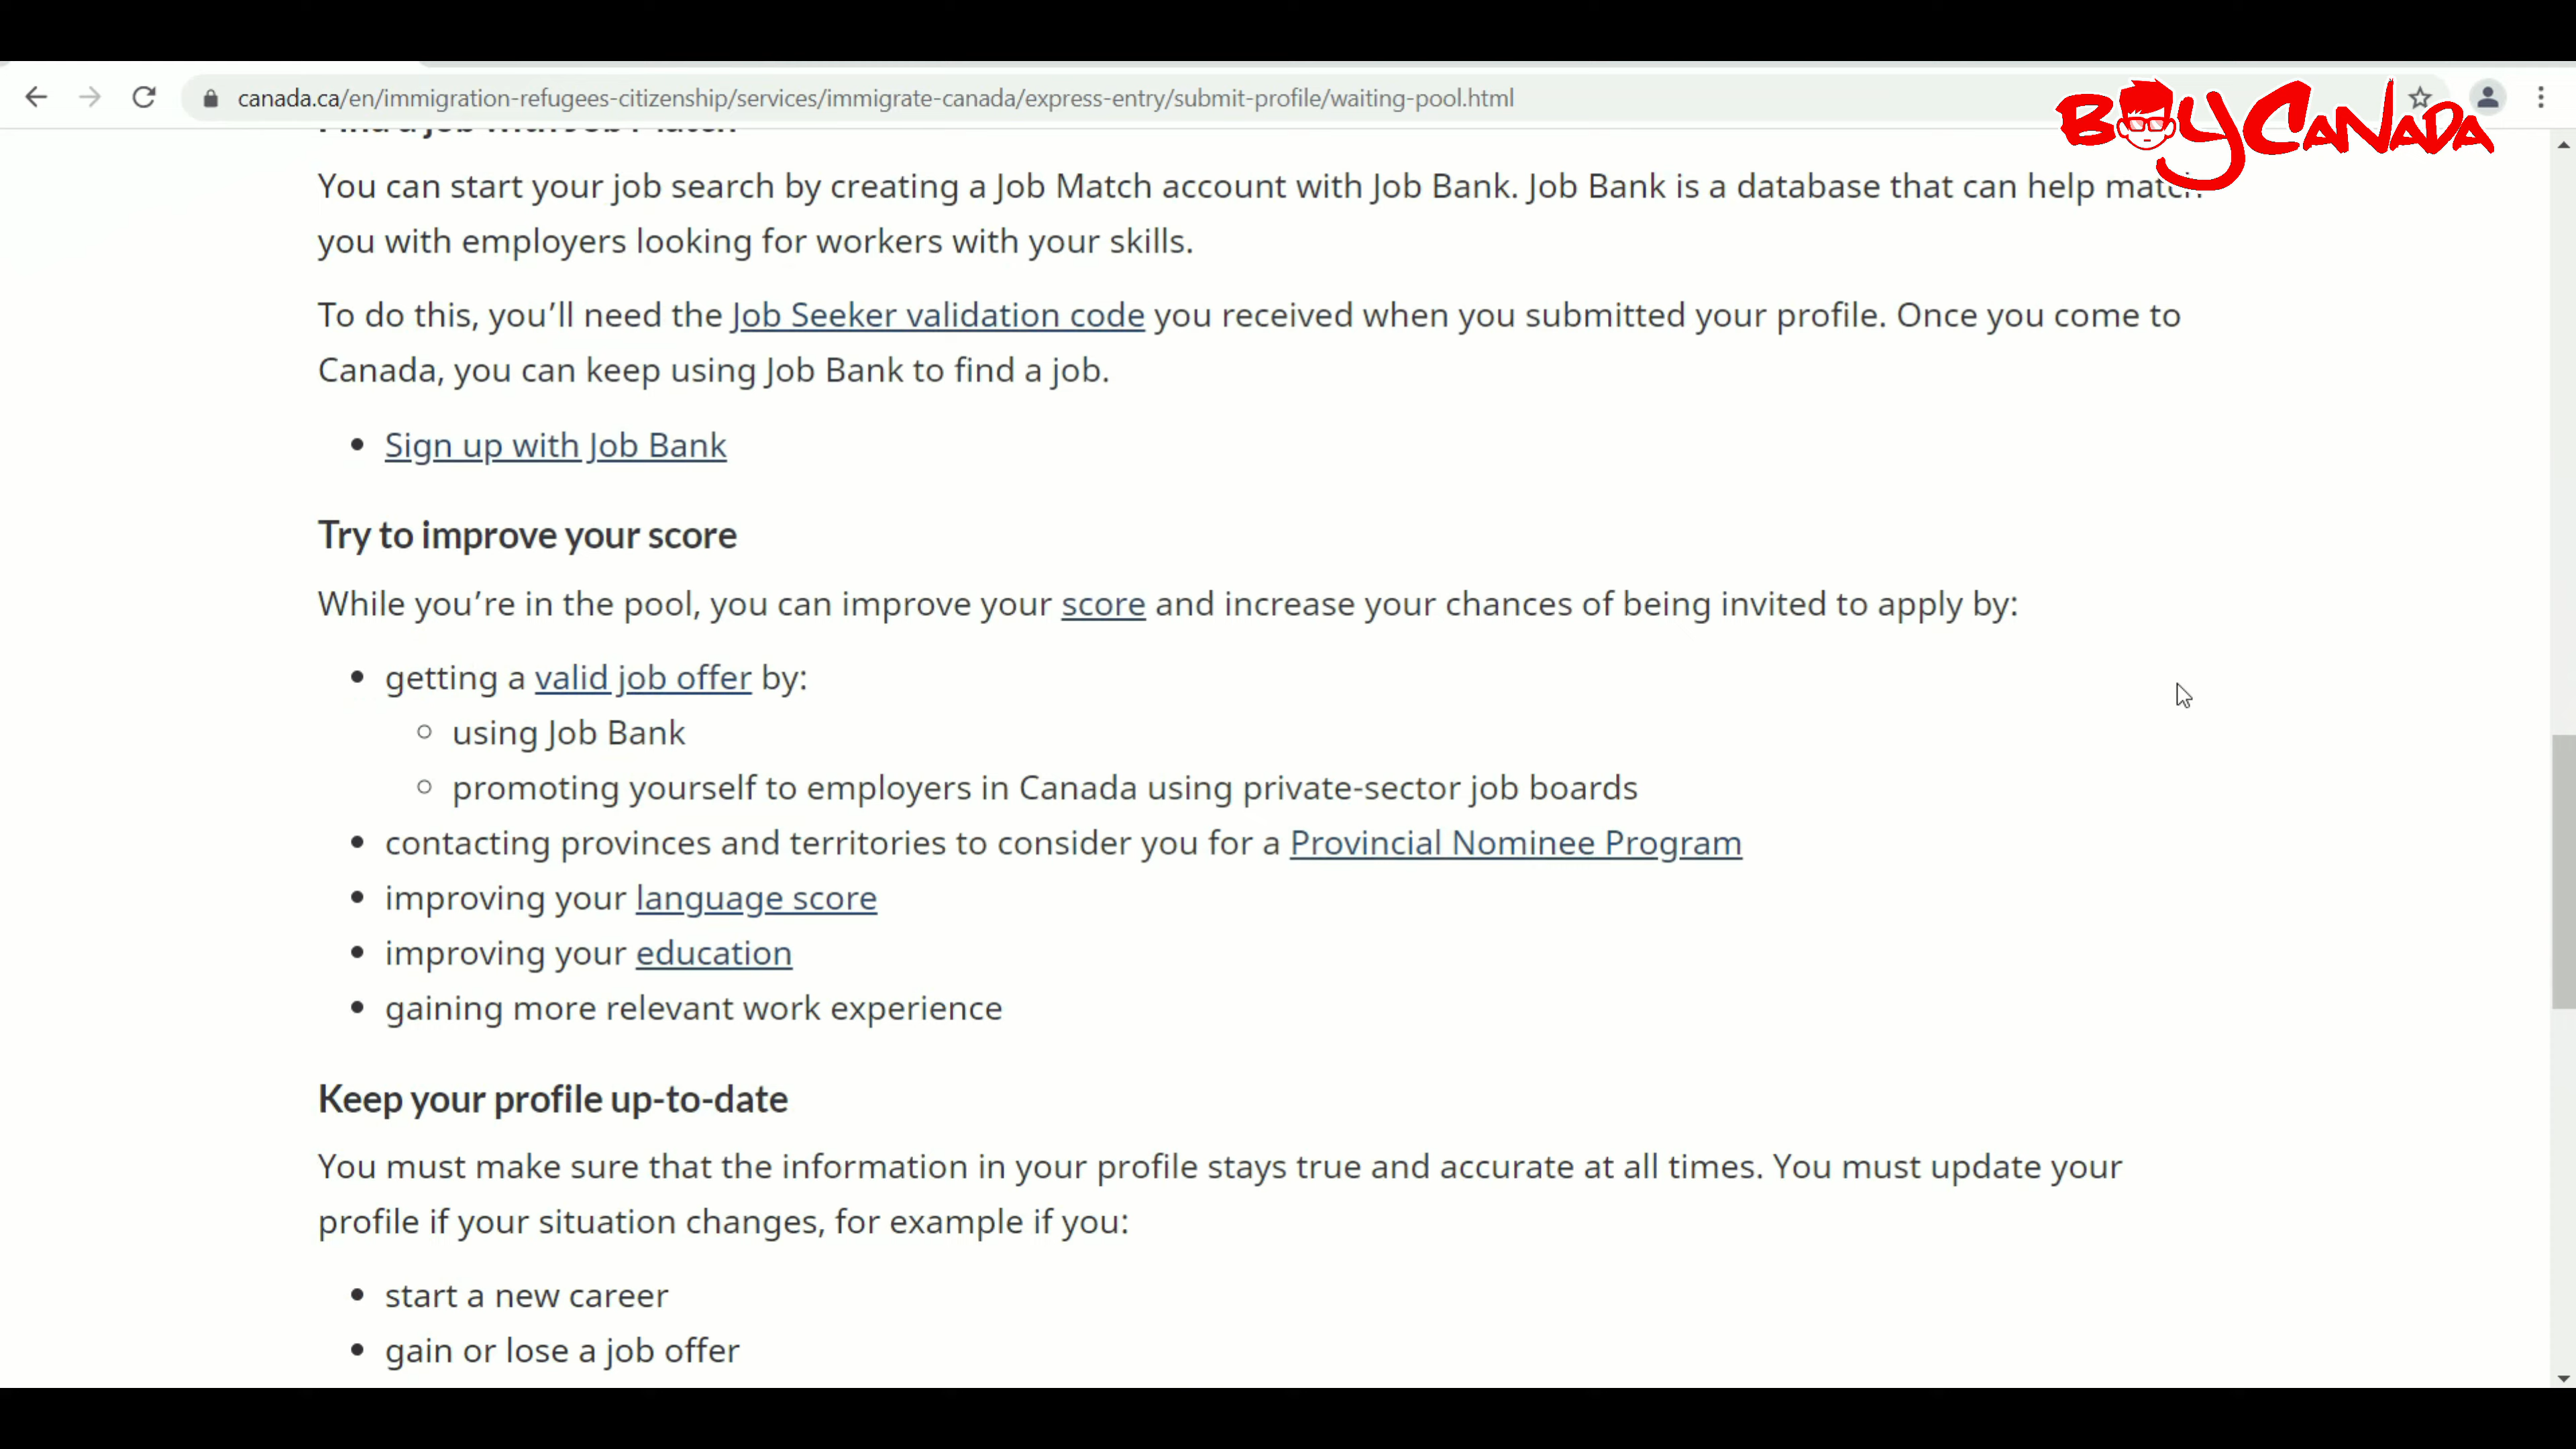 canada.ca/en/immigration-refugees-citizenship/services/immigrate-canada/express-entry/submit-profile/waiting-pool.html
BOYCANADA
Find a job with Job Match
You can start your job search by creating a Job Match account with Job Bank. Job Bank is a database that can help match
you with employers looking for workers with your skills.
To do this, you’ll need the Job Seeker validation code you received when you submitted your profile. Once you come to
Canada, you can keep using Job Bank to find a job.
• Sign up with Job Bank
Try to improve your score
While you’re in the pool, you can improve your score and increase your chances of being invited to apply by:
• getting a valid job offer by:
○ using Job Bank
○ promoting yourself to employers in Canada using private-sector job boards
• contacting provinces and territories to consider you for a Provincial Nominee Program
• improving your language score
• improving your education
• gaining more relevant work experience
Keep your profile up-to-date
You must make sure that the information in your profile stays true and accurate at all times. You must update your
profile if your situation changes, for example if you:
• start a new career
• gain or lose a job offer